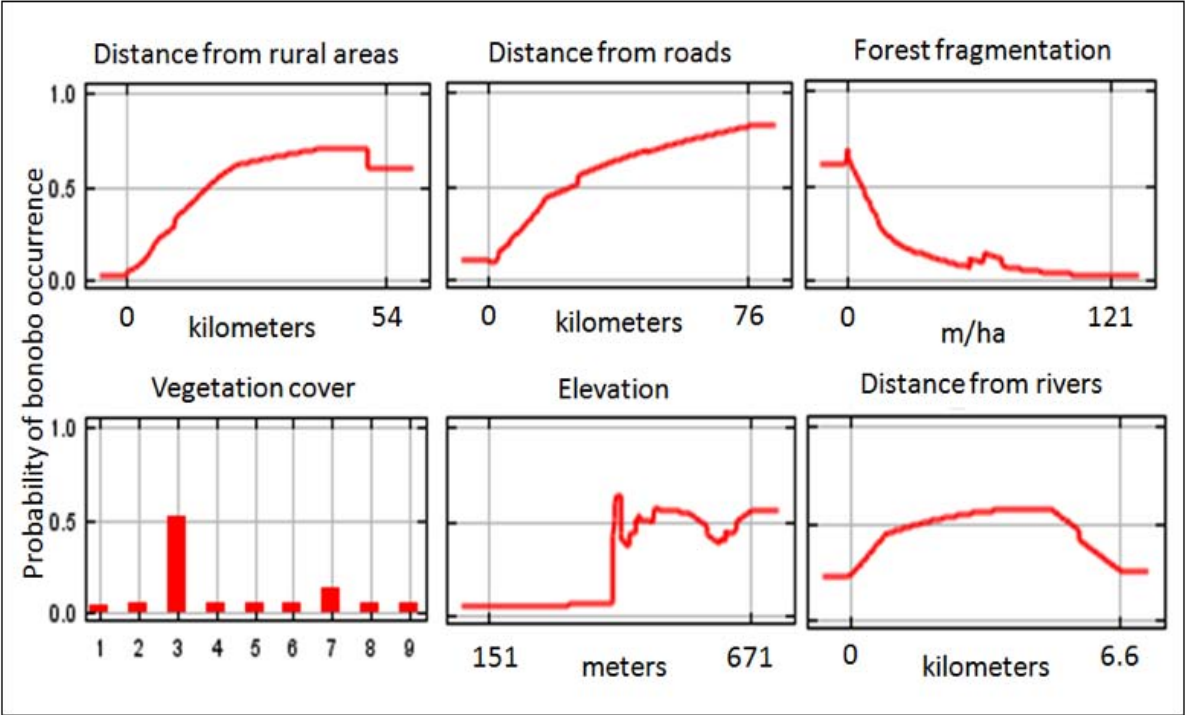 Probability of bonobo occurrence
Distance from rural areas
1.0
0.5
0.0
0
54
kilometers
Distance from roads
0
76
kilometers
Forest fragmentation
0
121
m/ha
Vegetation cover
1.0
0.5
0.0
1 2 3 4 5 6 7 8 9
Elevation
151
meters
671
Distance from rivers
0
kilometers
6.6